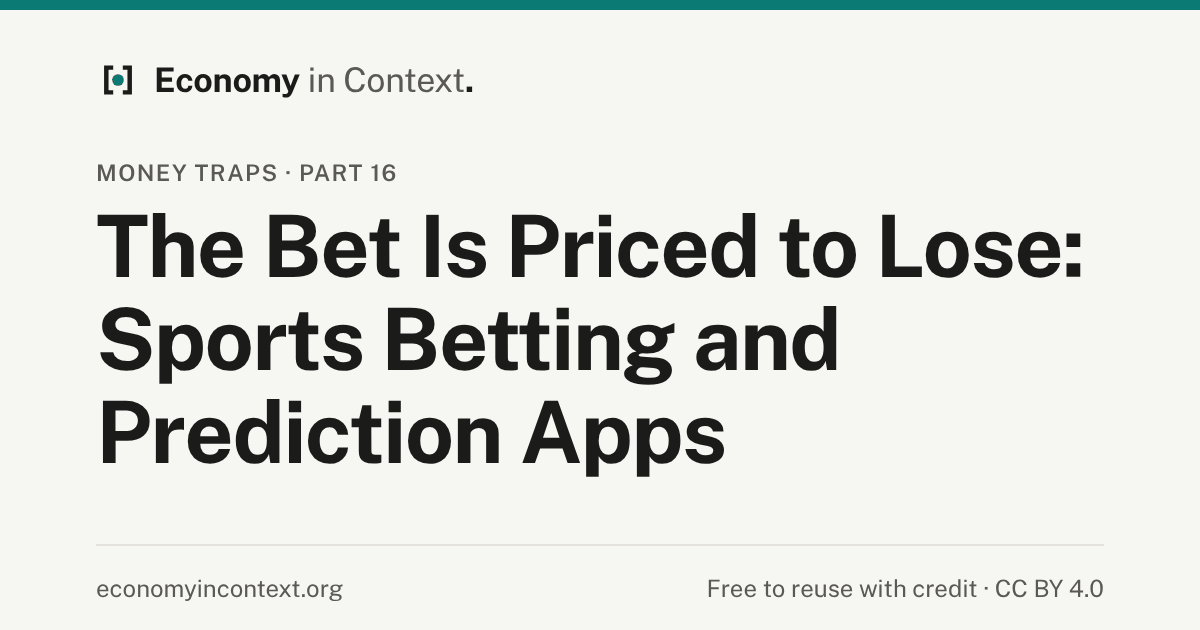 Economy in Context.
MONEY TRAPS · PART 16
The Bet Is Priced to Lose:
Sports Betting and
Prediction Apps
economyincontext.org
Free to reuse with credit · CC BY 4.0